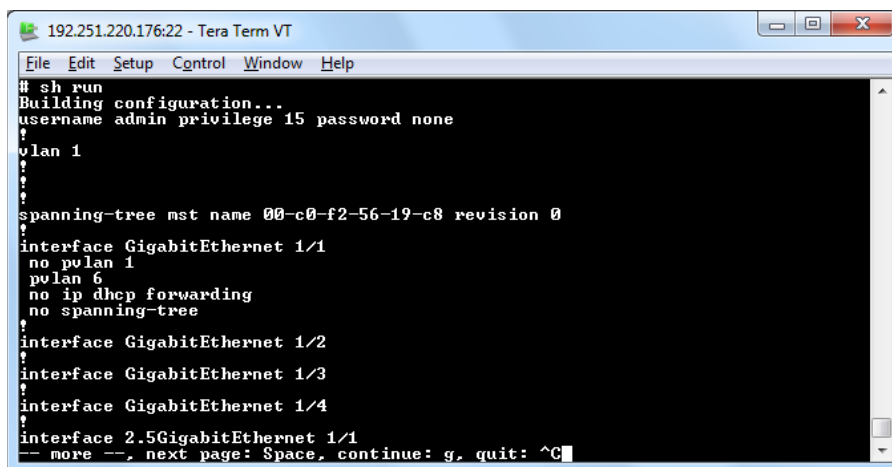 192.251.220.176:22 - Tera Term VT
File Edit Setup Control Window Help
# sh run
Building configuration...
username admin privilege 15 password none
!
vlan 1
!
!
!
spanning-tree mst name 00-c0-f2-56-19-c8 revision 0
!
interface GigabitEthernet 1/1
 no pvlan 1
 pvlan 6
 no ip dhcp forwarding
 no spanning-tree
!
interface GigabitEthernet 1/2
!
interface GigabitEthernet 1/3
!
interface GigabitEthernet 1/4
!
interface 2.5GigabitEthernet 1/1
-- more --, next page: Space, continue: g, quit: ^C